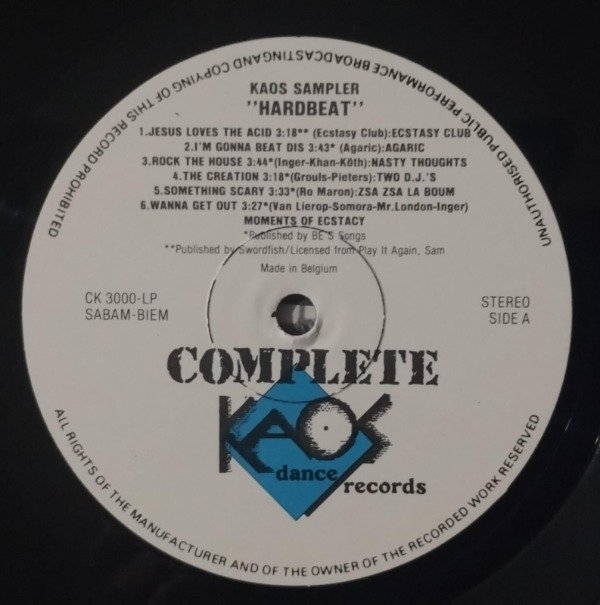 UNAUTHORISED PUBLIC PERFORMANCE BROADCASTING AND COPYING OF THIS RECORD PROHIBITED
KAOS SAMPLER
"HARDBEAT"
1.JESUS LOVES THE ACID 3:18** (Ecstasy Club):ECSTASY CLUB
2.I'M GONNA BEAT DIS 3:43* (Agaric):AGARIC
3.ROCK THE HOUSE 3:44*(Inger-Khan-Köth):NASTY THOUGHTS
4.THE CREATION 3:18*(Grouls-Pieters):TWO D.J.'S
5.SOMETHING SCARY 3:33*(Ro Maron):ZSA ZSA LA BOUM
6.WANNA GET OUT 3:27*(Van Lierop-Somora-Mr.London-Inger)
MOMENTS OF ECSTACY
*Published by BE'S Songs
**Published by Swordfish/Licensed from Play It Again, Sam
Made in Belgium
CK 3000-LP
SABAM-BIEM
STEREO
SIDE A
COMPLETE
KAOS
dance
records
ALL RIGHTS OF THE MANUFACTURER AND OF THE OWNER OF THE RECORDED WORK RESERVED